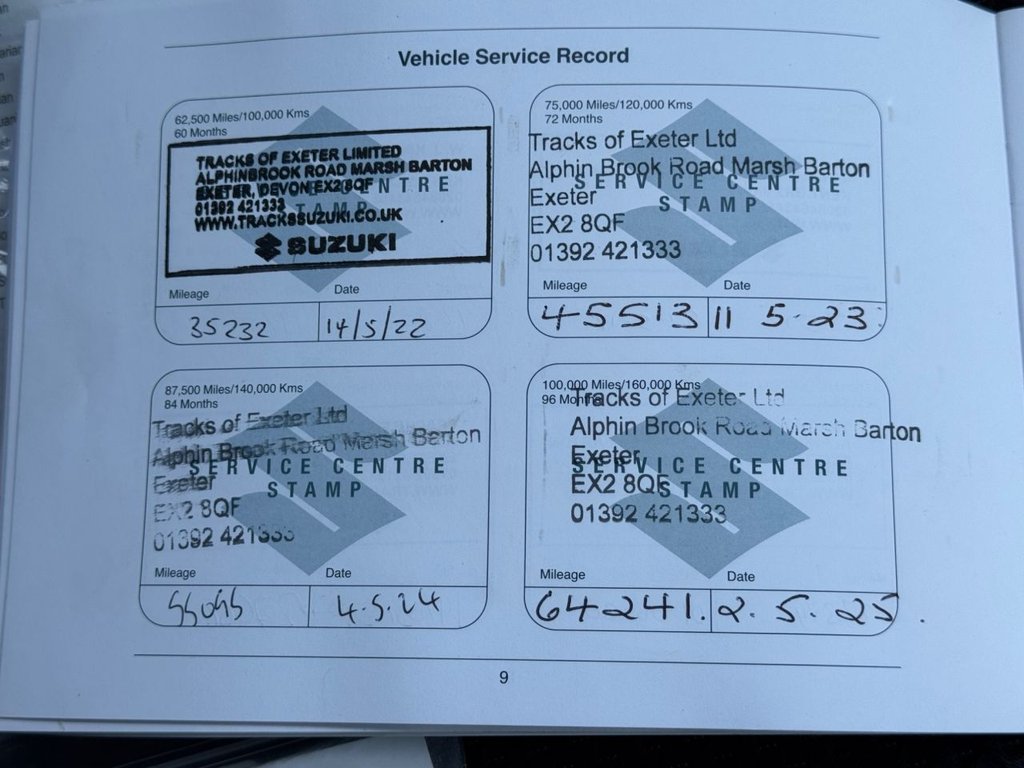 Vehicle Service Record
62,500 Miles/100,000 Kms
60 Months
TRACKS OF EXETER LIMITED
ALPHINBROOK ROAD MARSH BARTON
EXETER, DEVON EX2 8QF
01392 421333
WWW.TRACKSSUZUKI.CO.UK
SUZUKI
NTRE
Mileage Date
35232 14/5/22
75,000 Miles/120,000 Kms
72 Months
Tracks of Exeter Ltd
Alphin Brook Road Marsh Barton
Exeter
EX2 8QF
01392 421333
SERVICE CENTRE
STAMP
Mileage Date
45513 11 5.23
87,500 Miles/140,000 Kms
84 Months
Tracks of Exeter Ltd
Alphin Brook Road Marsh Barton
Exeter
EX2 8QF
01392 421333
SERVICE CENTRE
STAMP
Mileage Date
55095 4.5.24
100,000 Miles/160,000 Kms
96 Months
Tracks of Exeter Ltd
Alphin Brook Road Marsh Barton
Exeter
EX2 8QF
01392 421333
SERVICE CENTRE
STAMP
Mileage Date
64241. 2.5.25.
9